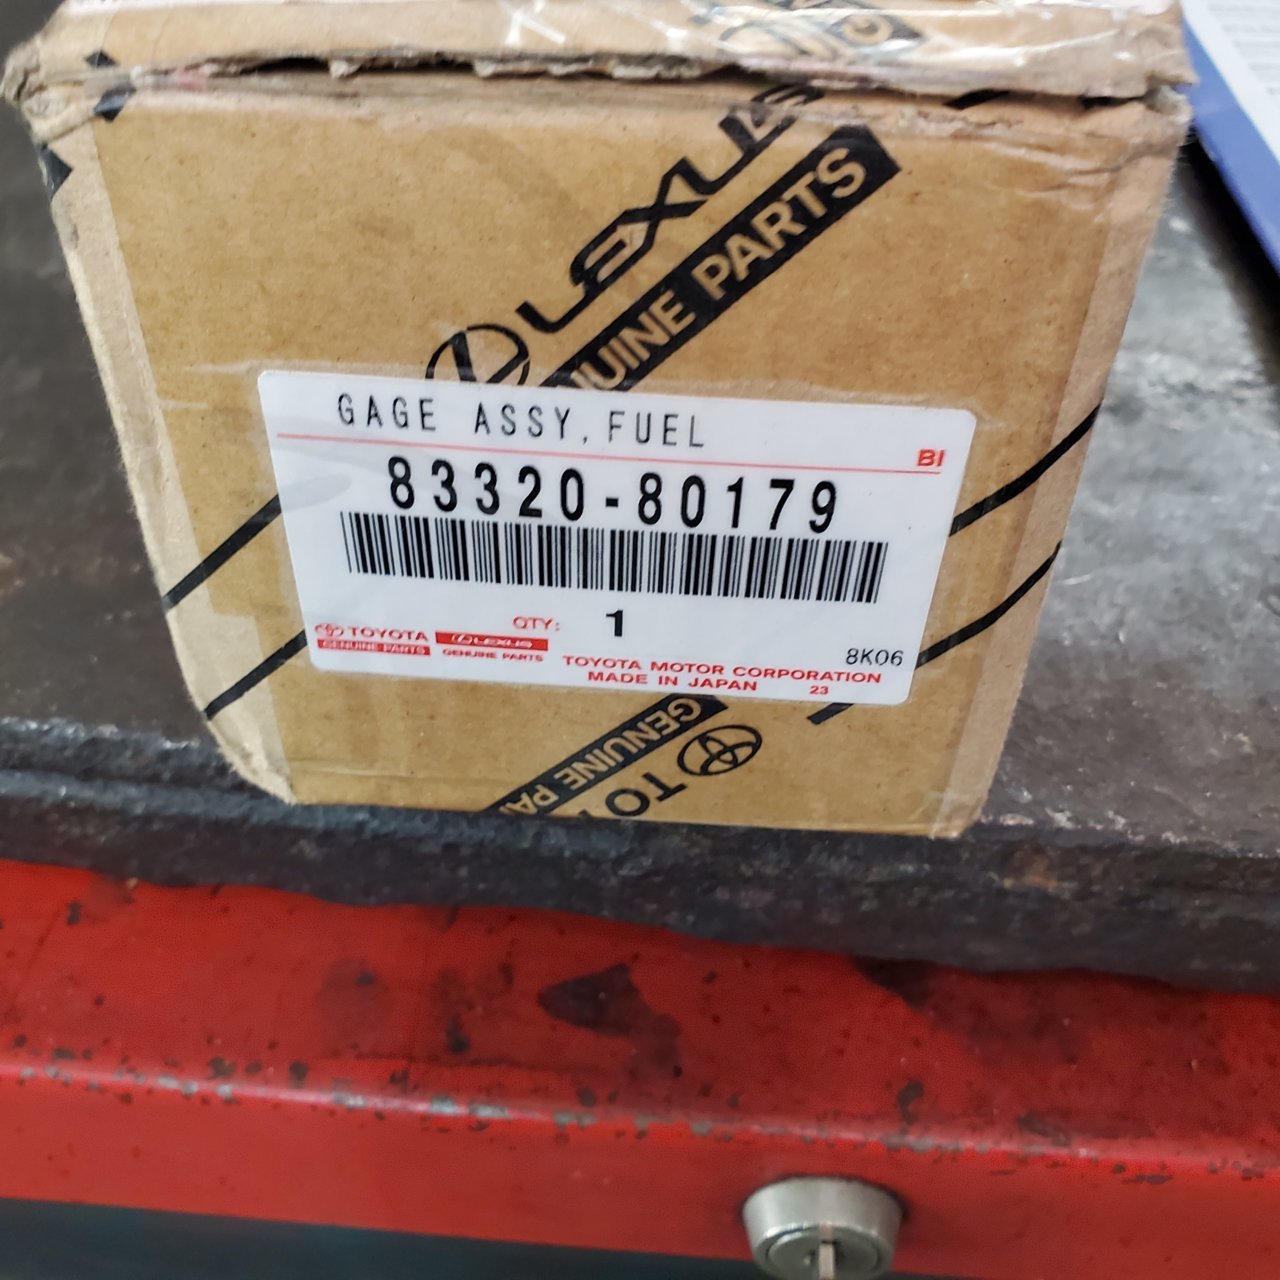 LEXUS
GENUINE PARTS
GAGE ASSY, FUEL
BI
83320-80179
QTY: 1
TOYOTA
GENUINE PARTS
LEXUS
GENUINE PARTS
8K06
TOYOTA MOTOR CORPORATION
MADE IN JAPAN 23
GENUINE PA
TO